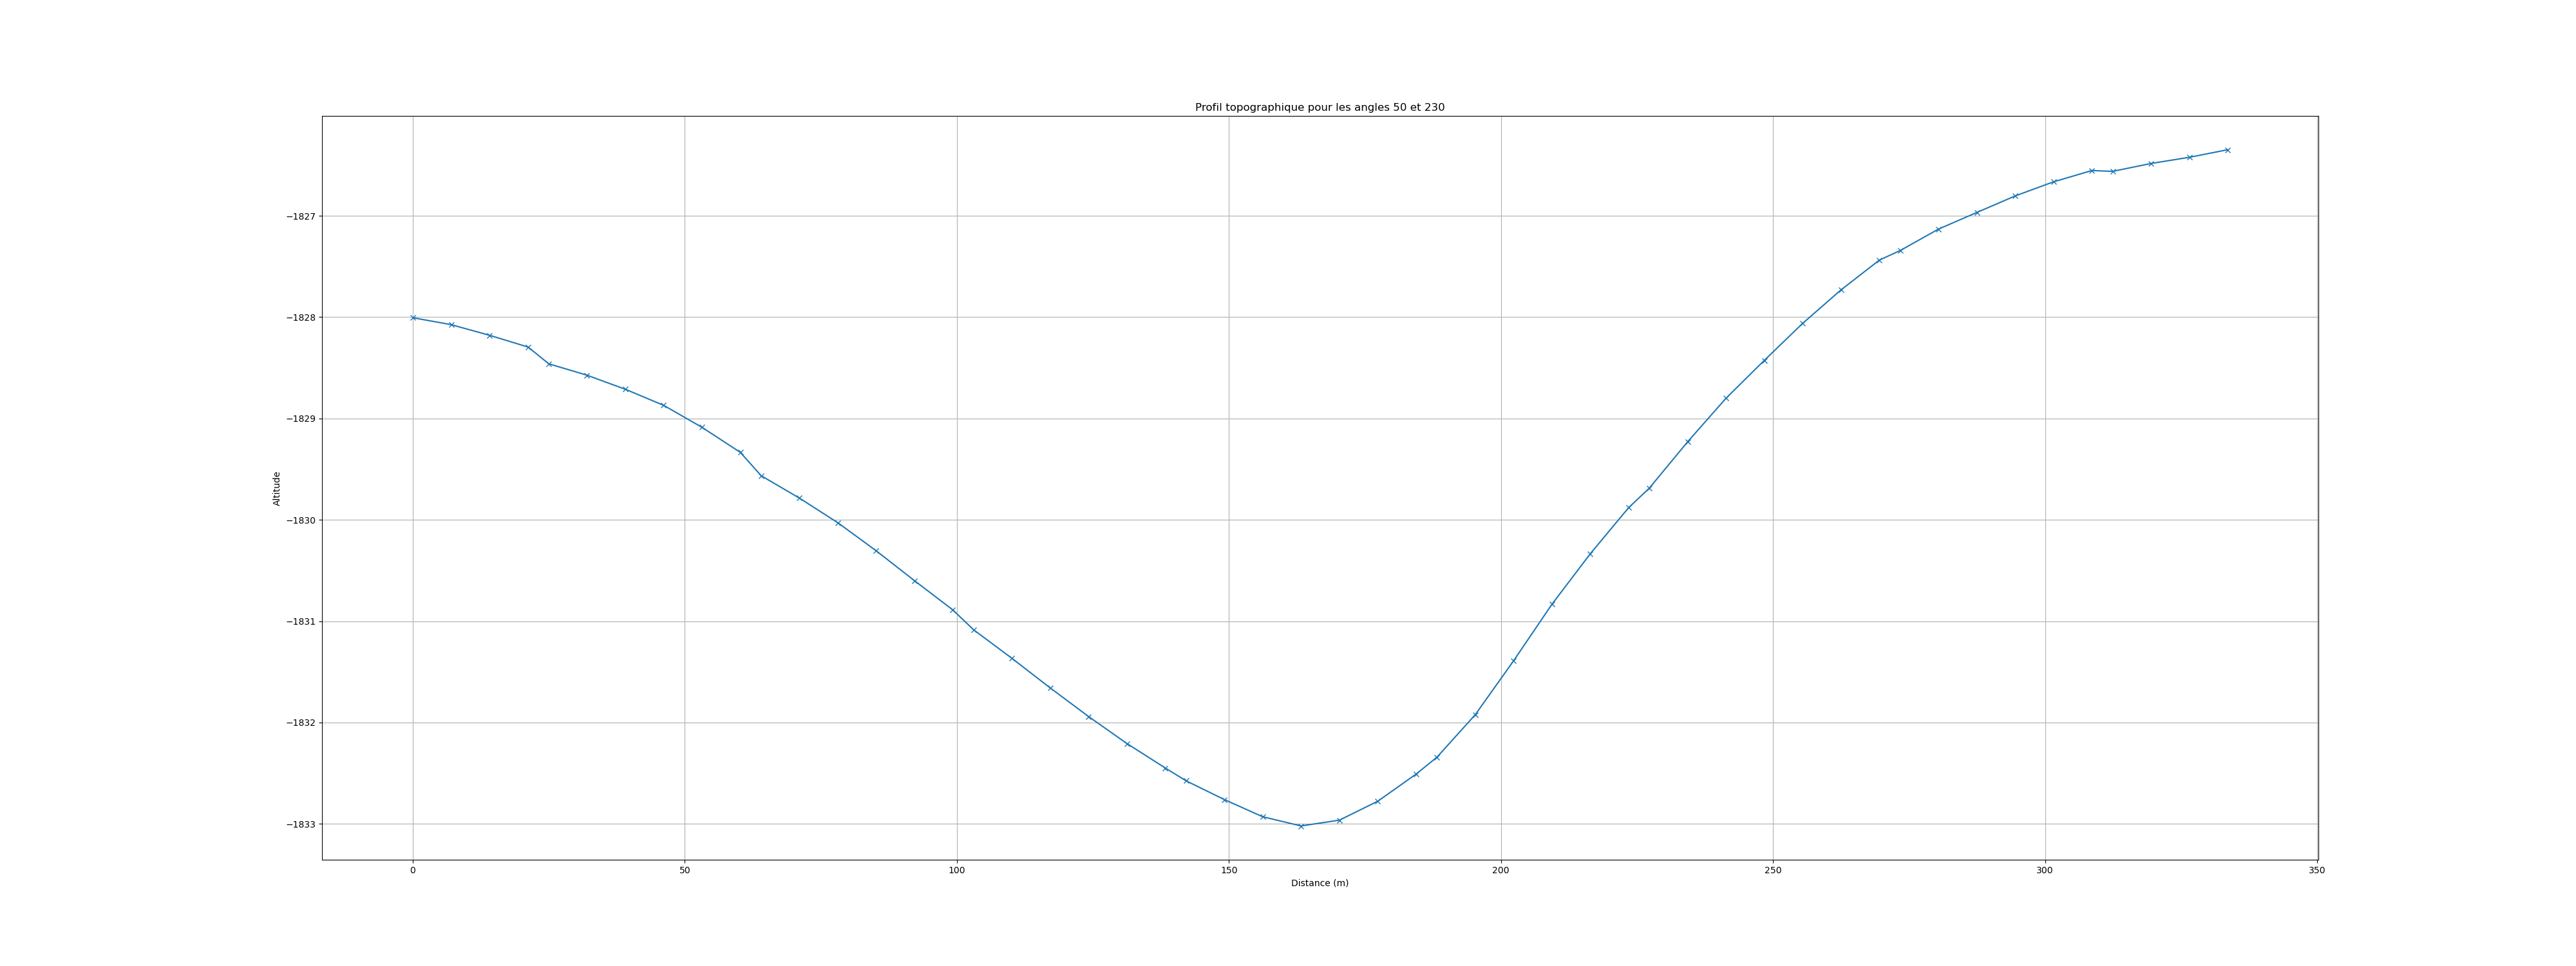 Profil topographique pour les angles 50 et 230
−1827
−1828
−1829
−1830
−1831
−1832
−1833
Altitude
0 50 100 150 200 250 300 350
Distance (m)